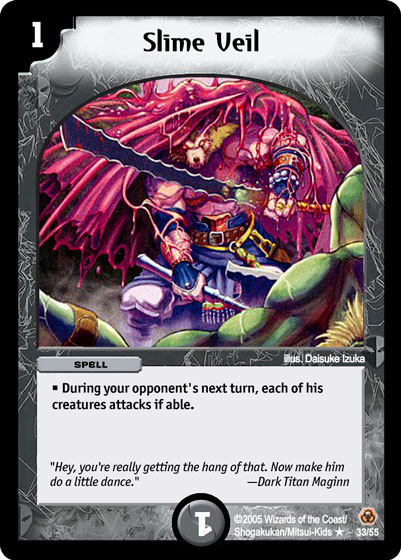 1
Slime Veil
illus. Daisuke Izuka
SPELL
▪ During your opponent's next turn, each of his
creatures attacks if able.
"Hey, you're really getting the hang of that. Now make him
do a little dance." —Dark Titan Maginn
1
©2005 Wizards of the Coast/
Shogakukan/Mitsui-Kids ★ 33/55